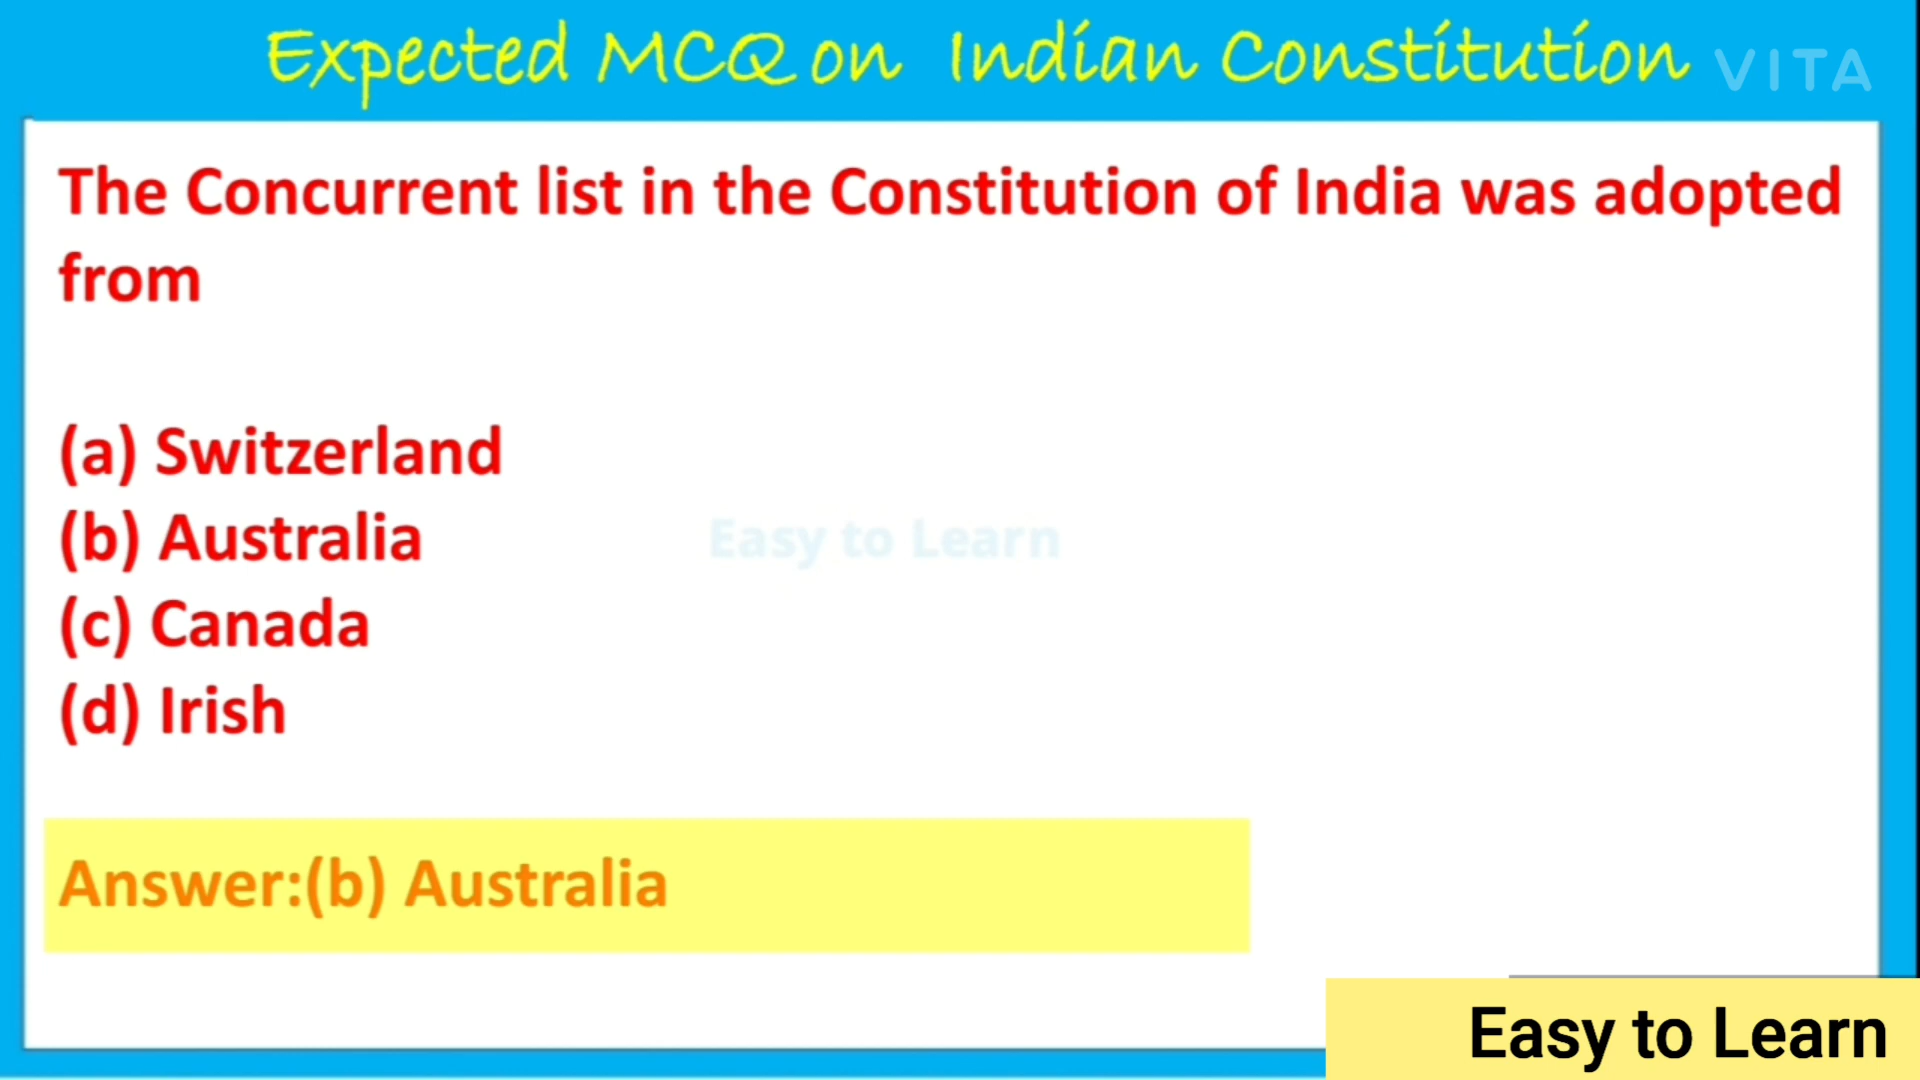 Expected MCQ on Indian Constitution
VITA
The Concurrent list in the Constitution of India was adopted
from
(a) Switzerland
(b) Australia
Easy to Learn
(c) Canada
(d) Irish
Answer:(b) Australia
Easy to Learn